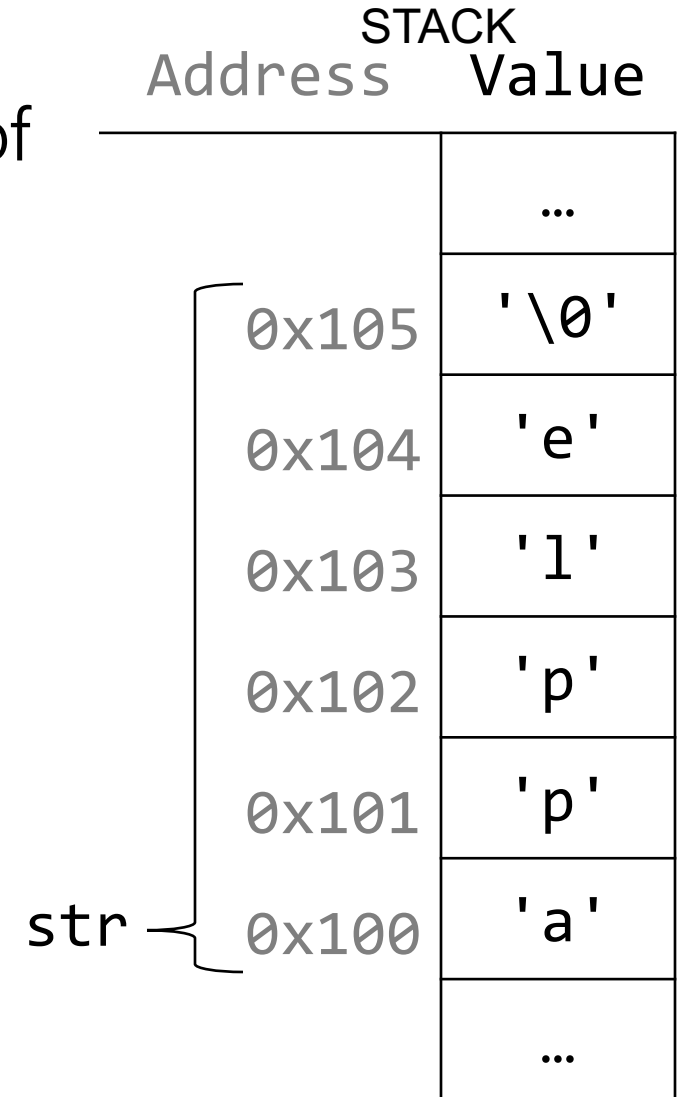 STACK
Address Value
of
…
0x105 '\0'
0x104 'e'
0x103 'l'
0x102 'p'
0x101 'p'
str 0x100 'a'
…